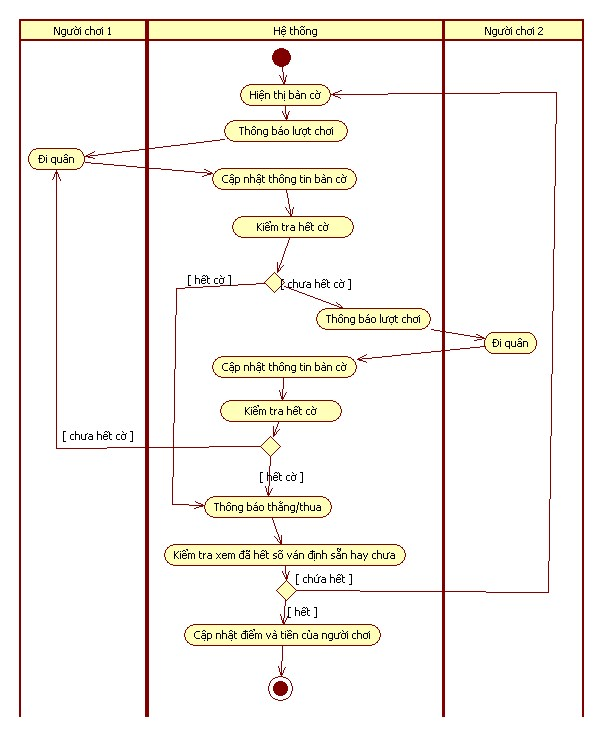 Người chơi 1
Hệ thống
Người chơi 2
Hiện thị bàn cờ
Thông báo lượt chơi
Đi quân
Cập nhật thông tin bàn cờ
Kiểm tra hết cờ
[ hết cờ ]
[ chưa hết cờ ]
Thông báo lượt chơi
Đi quân
Cập nhật thông tin bàn cờ
Kiểm tra hết cờ
[ chưa hết cờ ]
[ hết cờ ]
Thông báo thắng/thua
Kiểm tra xem đã hết số ván định sẵn hay chưa
[ chứa hết ]
[ hết ]
Cập nhật điểm và tiền của người chơi